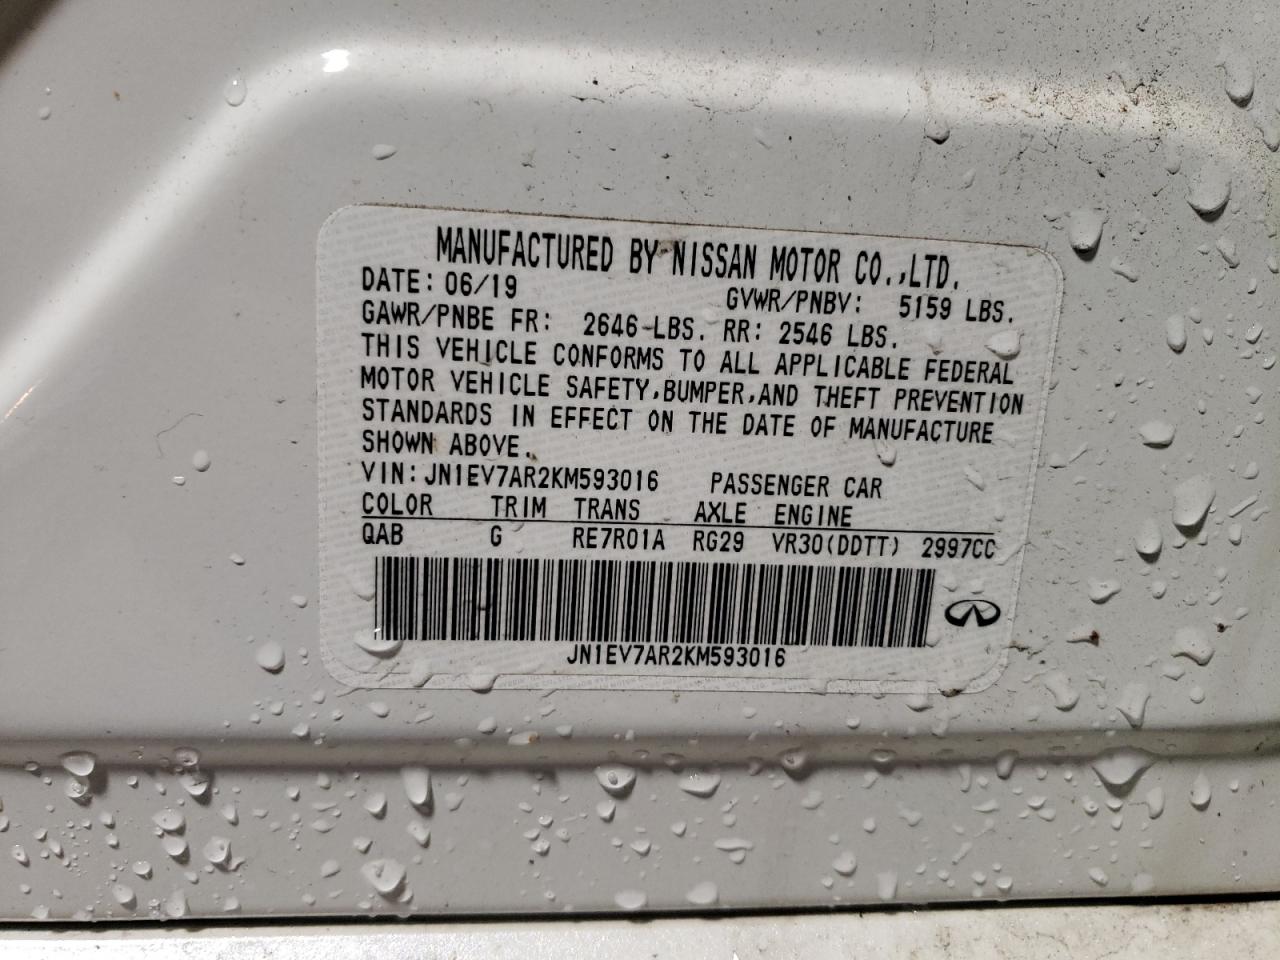 MANUFACTURED BY NISSAN MOTOR CO.,LTD.
DATE: 06/19 GVWR/PNBV: 5159 LBS.
GAWR/PNBE FR: 2646 LBS. RR: 2546 LBS.
THIS VEHICLE CONFORMS TO ALL APPLICABLE FEDERAL
MOTOR VEHICLE SAFETY,BUMPER,AND THEFT PREVENTION
STANDARDS IN EFFECT ON THE DATE OF MANUFACTURE
SHOWN ABOVE.
VIN: JN1EV7AR2KM593016 PASSENGER CAR
COLOR TRIM TRANS AXLE ENGINE
QAB G RE7R01A RG29 VR30(DDTT) 2997CC
JN1EV7AR2KM593016